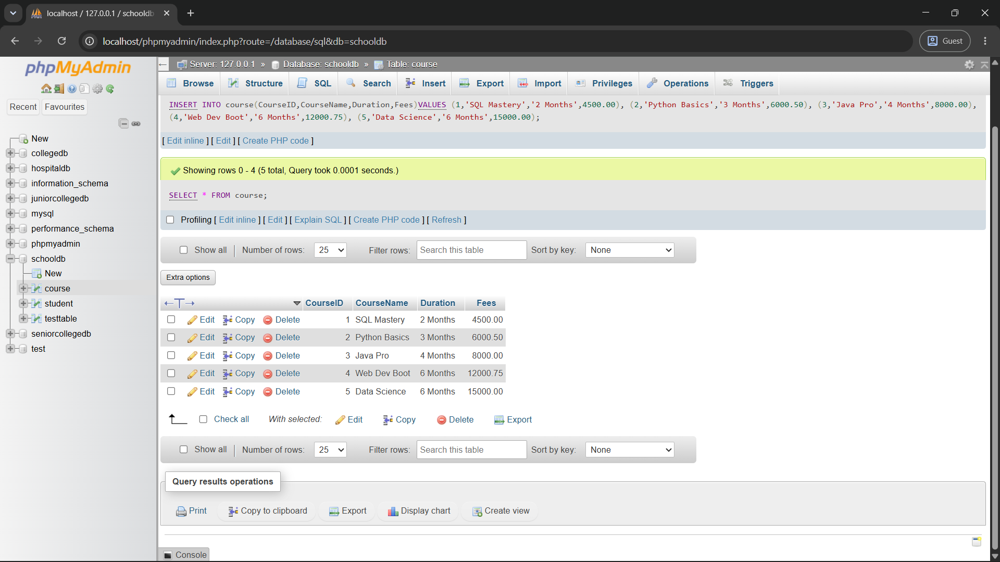 localhost / 127.0.0.1 / schooldb
localhost/phpmyadmin/index.php?route=/database/sql&db=schooldb
Guest
phpMyAdmin
Recent Favourites
New
collegedb
hospitaldb
information_schema
juniorcollegedb
mysql
performance_schema
phpmyadmin
schooldb
New
course
student
testtable
seniorcollegedb
test
Server: 127.0.0.1 » Database: schooldb » Table: course
Browse Structure SQL Search Insert Export Import Privileges Operations Triggers
INSERT INTO course(CourseID,CourseName,Duration,Fees)VALUES (1,'SQL Mastery','2 Months',4500.00), (2,'Python Basics','3 Months',6000.50), (3,'Java Pro','4 Months',8000.00),
(4,'Web Dev Boot','6 Months',12000.75), (5,'Data Science','6 Months',15000.00);
[ Edit inline ] [ Edit ] [ Create PHP code ]
Showing rows 0 - 4 (5 total, Query took 0.0001 seconds.)
SELECT * FROM course;
Profiling [ Edit inline ] [ Edit ] [ Explain SQL ] [ Create PHP code ] [ Refresh ]
Show all | Number of rows: 25 Filter rows: Search this table Sort by key: None
Extra options
CourseID CourseName Duration Fees
Edit Copy Delete 1 SQL Mastery 2 Months 4500.00
Edit Copy Delete 2 Python Basics 3 Months 6000.50
Edit Copy Delete 3 Java Pro 4 Months 8000.00
Edit Copy Delete 4 Web Dev Boot 6 Months 12000.75
Edit Copy Delete 5 Data Science 6 Months 15000.00
Check all With selected: Edit Copy Delete Export
Show all | Number of rows: 25 Filter rows: Search this table Sort by key: None
Query results operations
Print Copy to clipboard Export Display chart Create view
Console